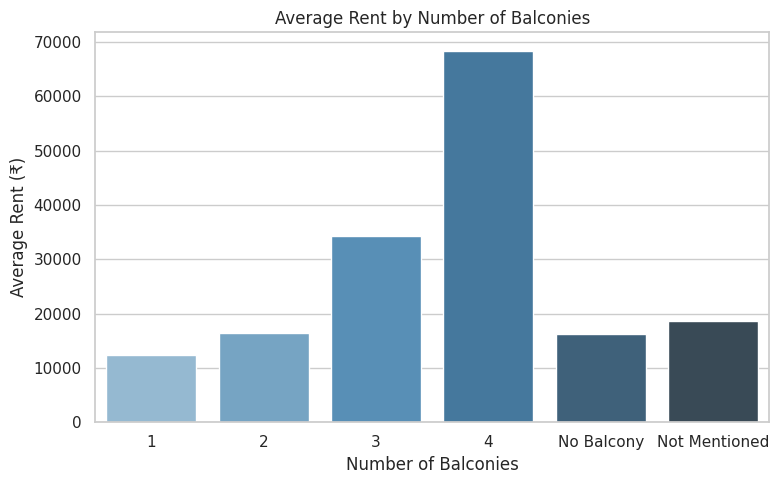 Average Rent by Number of Balconies
Average Rent (₹)
70000
60000
50000
40000
30000
20000
10000
0
1 2 3 4 No Balcony Not Mentioned
Number of Balconies